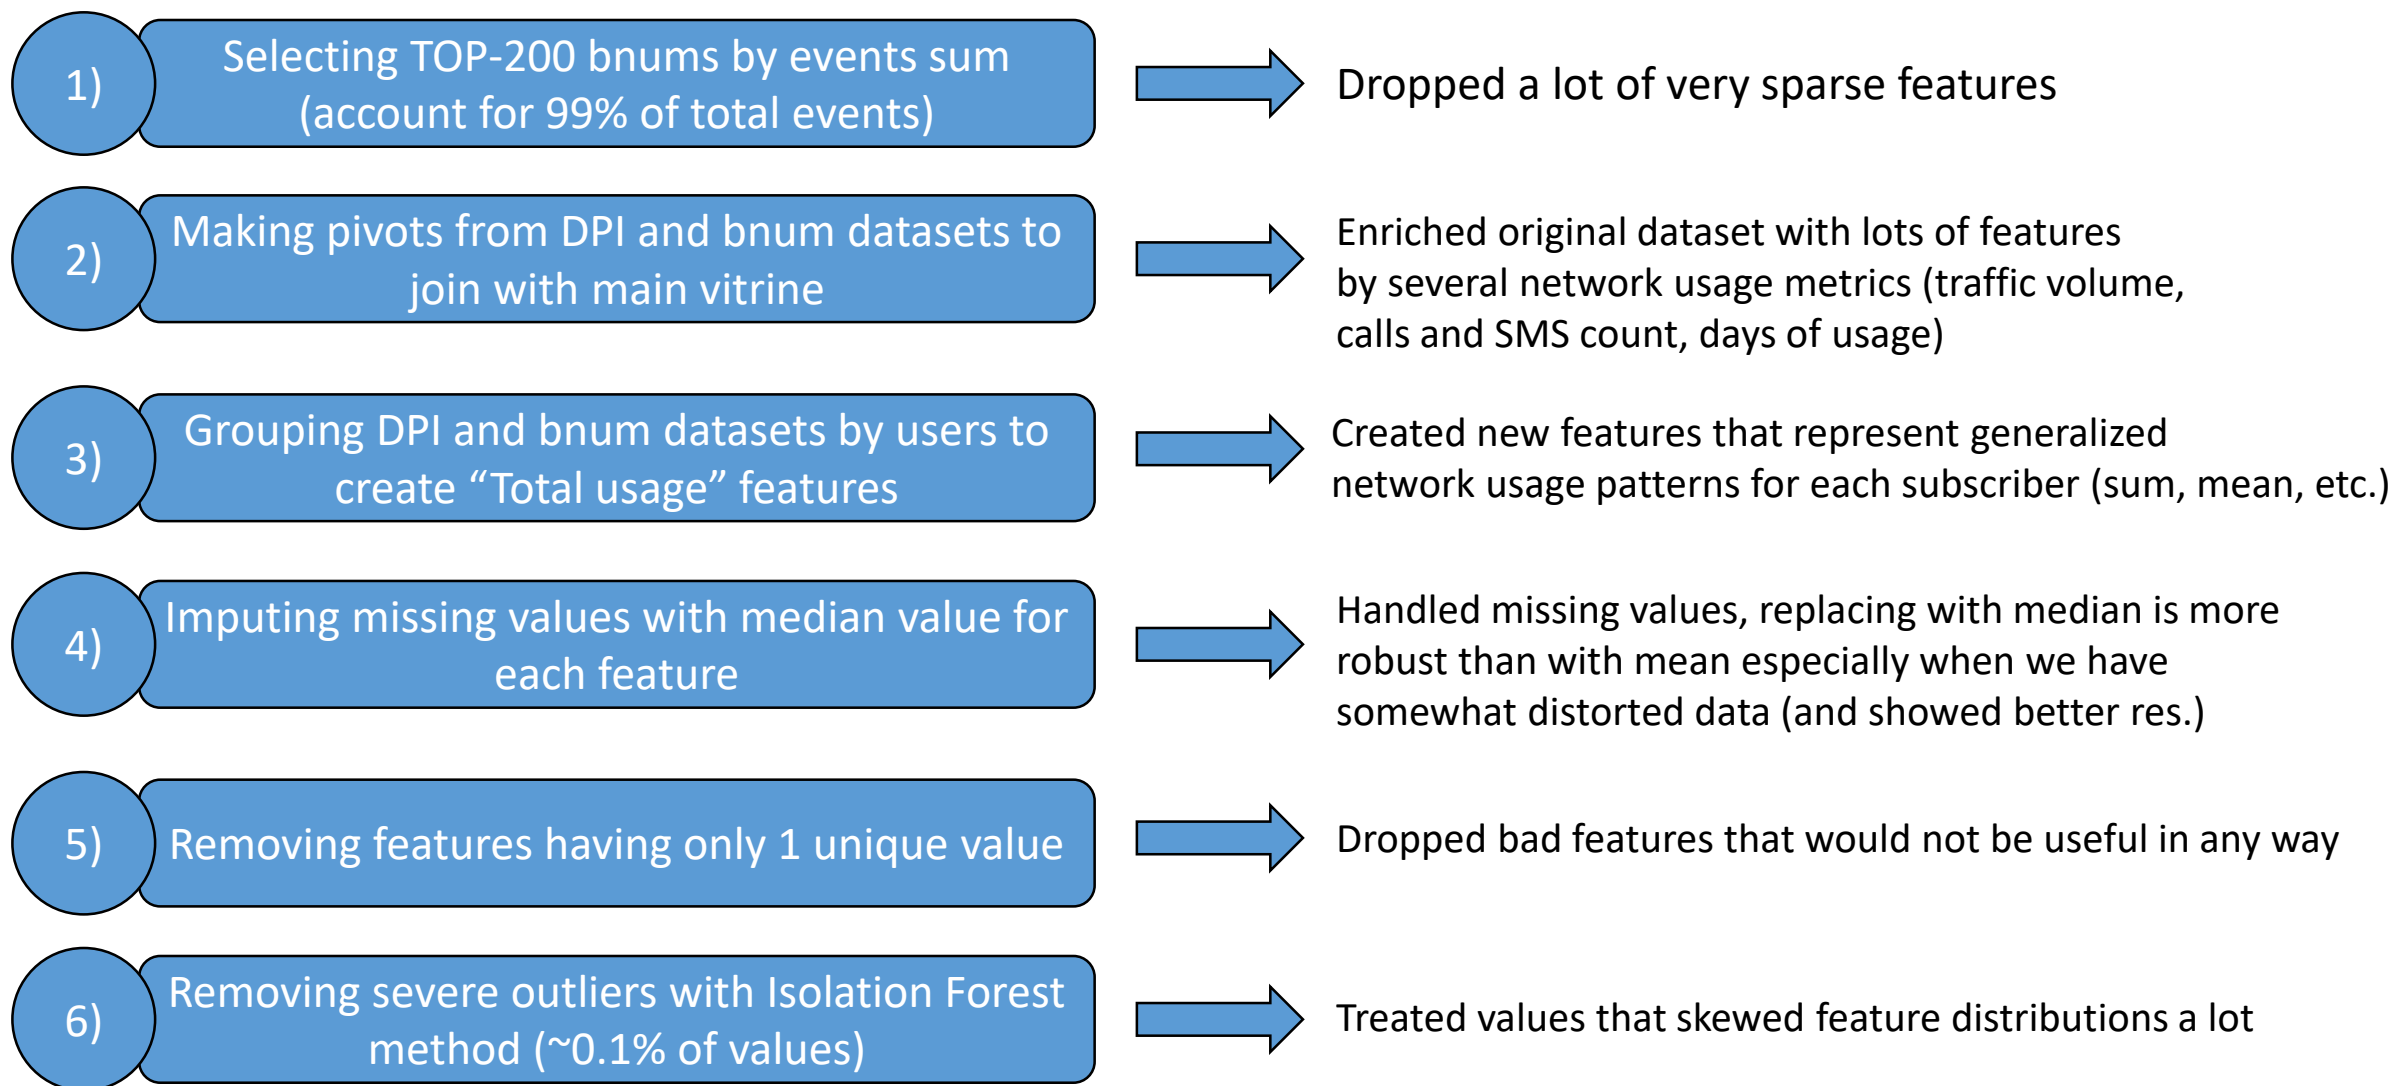 1)
Selecting TOP-200 bnums by events sum
(account for 99% of total events)
Dropped a lot of very sparse features
2)
Making pivots from DPI and bnum datasets to
join with main vitrine
Enriched original dataset with lots of features
by several network usage metrics (traffic volume,
calls and SMS count, days of usage)
3)
Grouping DPI and bnum datasets by users to
create “Total usage” features
Created new features that represent generalized
network usage patterns for each subscriber (sum, mean, etc.)
4)
Imputing missing values with median value for
each feature
Handled missing values, replacing with median is more
robust than with mean especially when we have
somewhat distorted data (and showed better res.)
5)
Removing features having only 1 unique value
Dropped bad features that would not be useful in any way
6)
Removing severe outliers with Isolation Forest
method (~0.1% of values)
Treated values that skewed feature distributions a lot